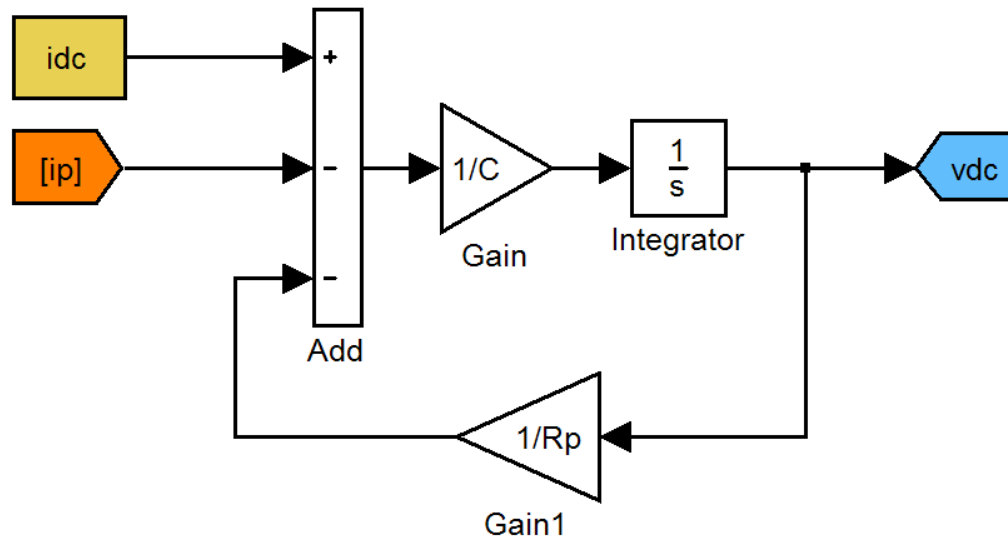 idc
+
[ip]
-
-
Add
1/C
Gain
1
s
Integrator
vdc
1/Rp
Gain1